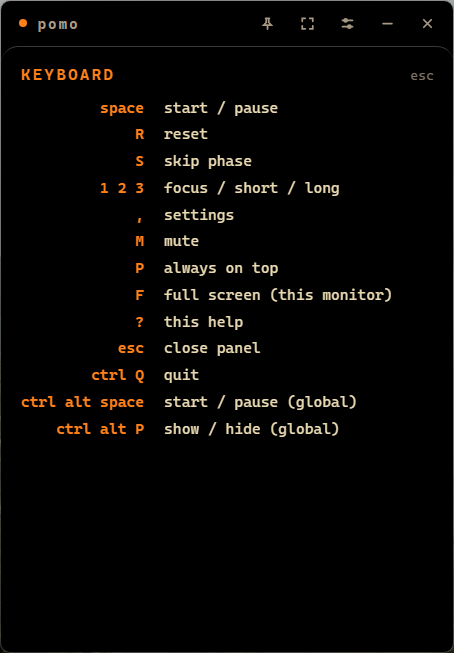 pomo
KEYBOARD esc
space start / pause
R reset
S skip phase
1 2 3 focus / short / long
, settings
M mute
P always on top
F full screen (this monitor)
? this help
esc close panel
ctrl Q quit
ctrl alt space start / pause (global)
ctrl alt P show / hide (global)